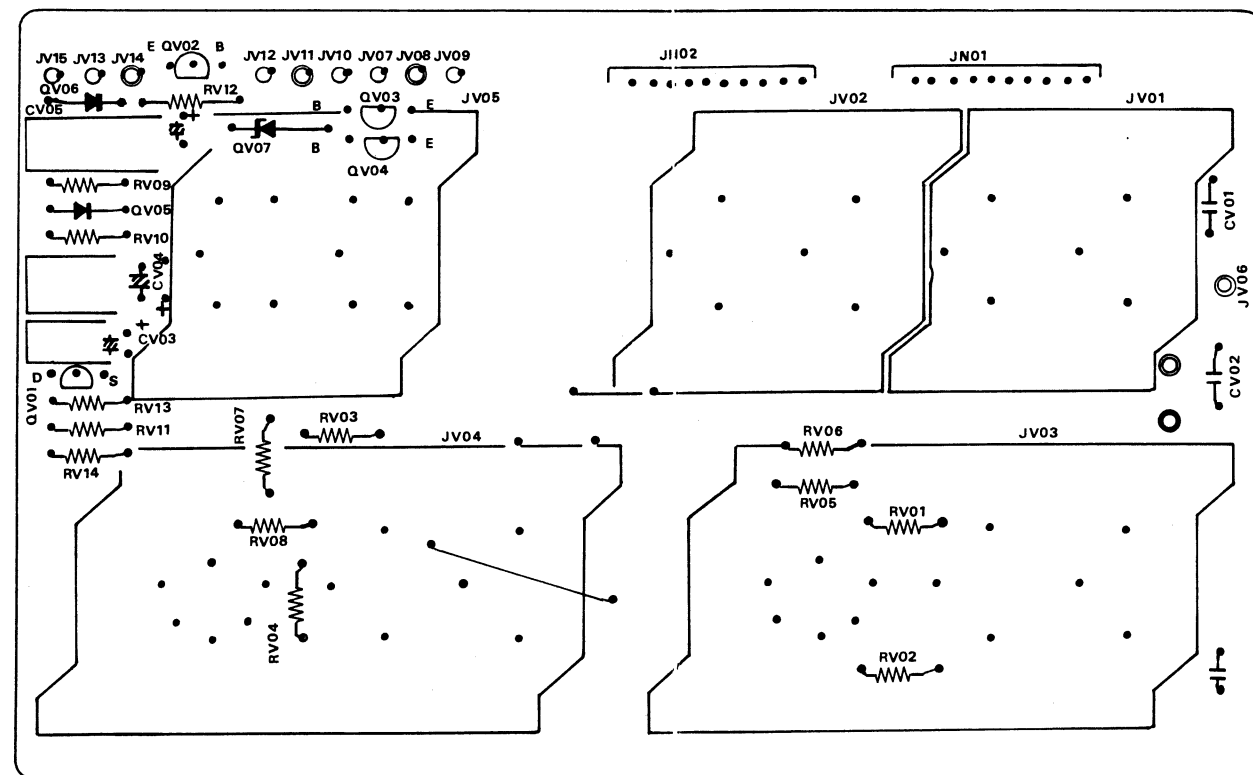 JV15 JV13 JV14 E QV02 B JV12 JV11 JV10 JV07 JV08 JV09
JII02
JN01
QV06
CV05
RV12
+
B QV03 E
JV05
JV02
JV01
QV07
B QV04 E
RV09
QV05
RV10
CV04
+
+
CV03
CV01
JV06
CV02
D S
QV01
RV13
RV11
RV14
RV07
RV03
JV04
RV06
JV03
RV05
RV01
RV08
RV04
RV02